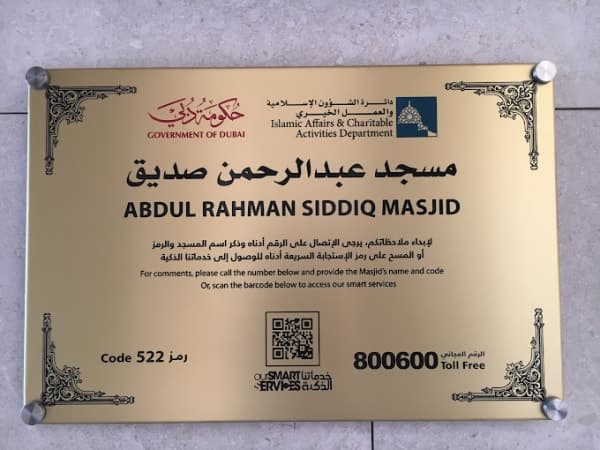 حكومة دبي
GOVERNMENT OF DUBAI
دائرة الشؤون الإسلامية
والعمل الخيري
Islamic Affairs & Charitable
Activities Department
مسجد عبدالرحمن صديق
ABDUL RAHMAN SIDDIQ MASJID
لإبداء ملاحظاتكم، يرجى الإتصال على الرقم أدناه وذكر اسم المسجد والرمز
أو المسح على رمز الإستجابة السريعة أدناه للوصول إلى خدماتنا الذكية
For comments, please call the number below and provide the Masjid's name and code
Or, scan the barcode below to access our smart services
Code 522 رمز
OUR SMART SERVICES
خدماتنا الذكية
800600
الرقم المجاني
Toll Free